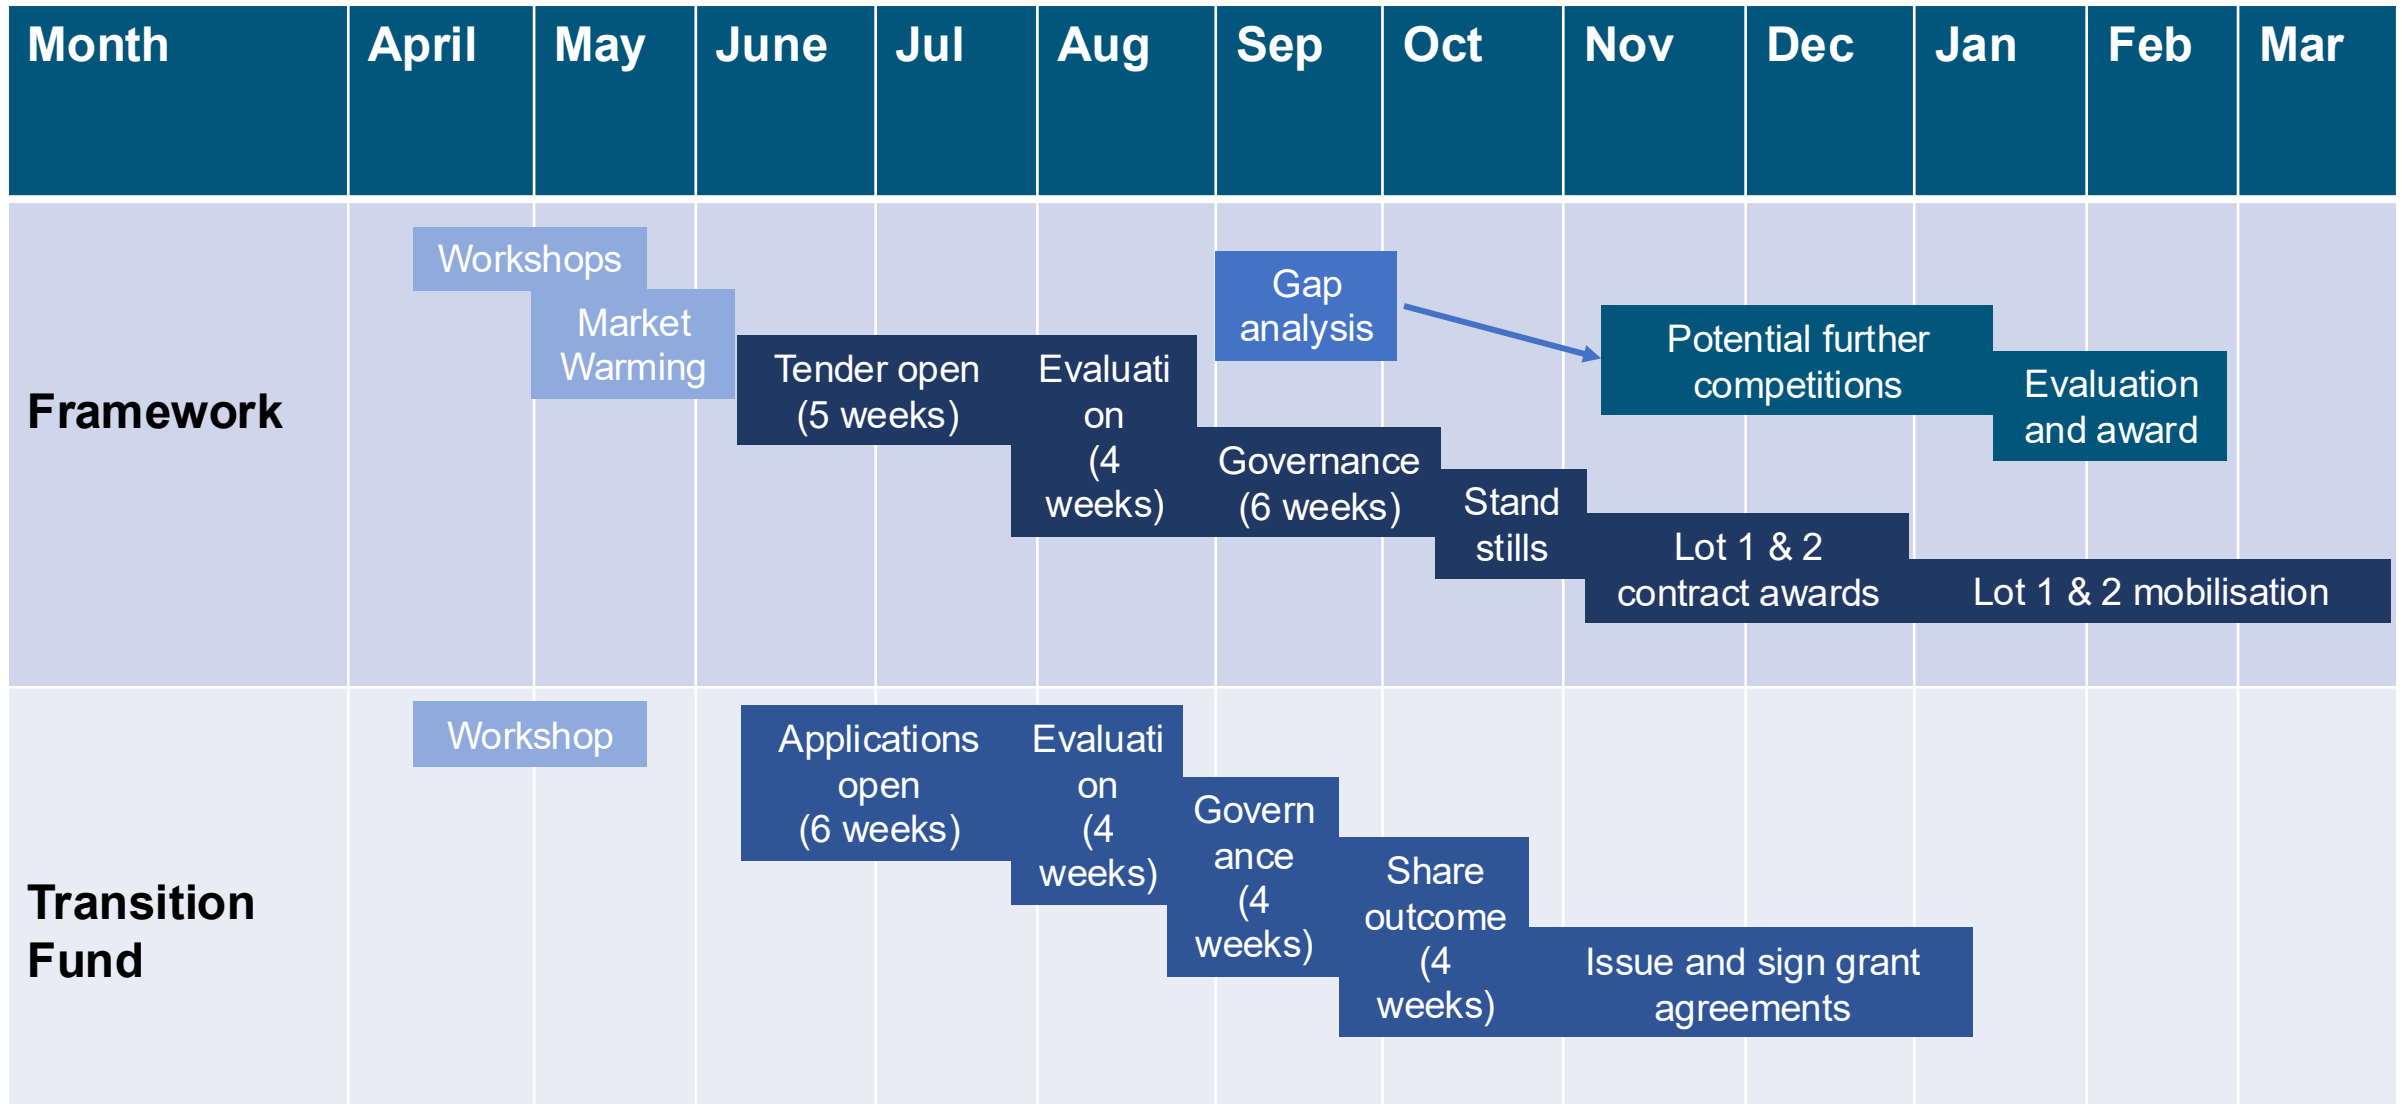 Month April May June Jul Aug Sep Oct Nov Dec Jan Feb Mar
Framework
Workshops
Market
Warming
Tender open
(5 weeks)
Evaluati
on
(4
weeks)
Gap
analysis
Governance
(6 weeks)
Stand
stills
Potential further
competitions
Evaluation
and award
Lot 1 & 2
contract awards
Lot 1 & 2 mobilisation
Transition
Fund
Workshop
Applications
open
(6 weeks)
Evaluati
on
(4
weeks)
Govern
ance
(4
weeks)
Share
outcome
(4
weeks)
Issue and sign grant
agreements